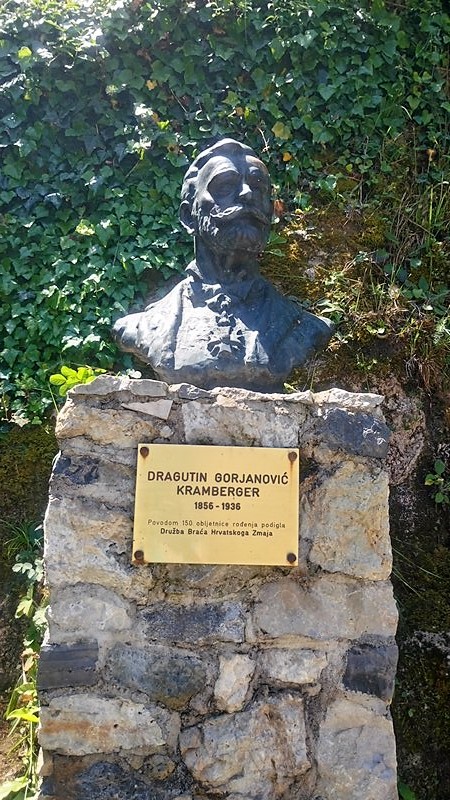 DRAGUTIN GORJANOVIĆ
KRAMBERGER
1856 - 1936
Povodom 150 obljetnice rođenja podigla
Družba Braća Hrvatskoga Zmaja